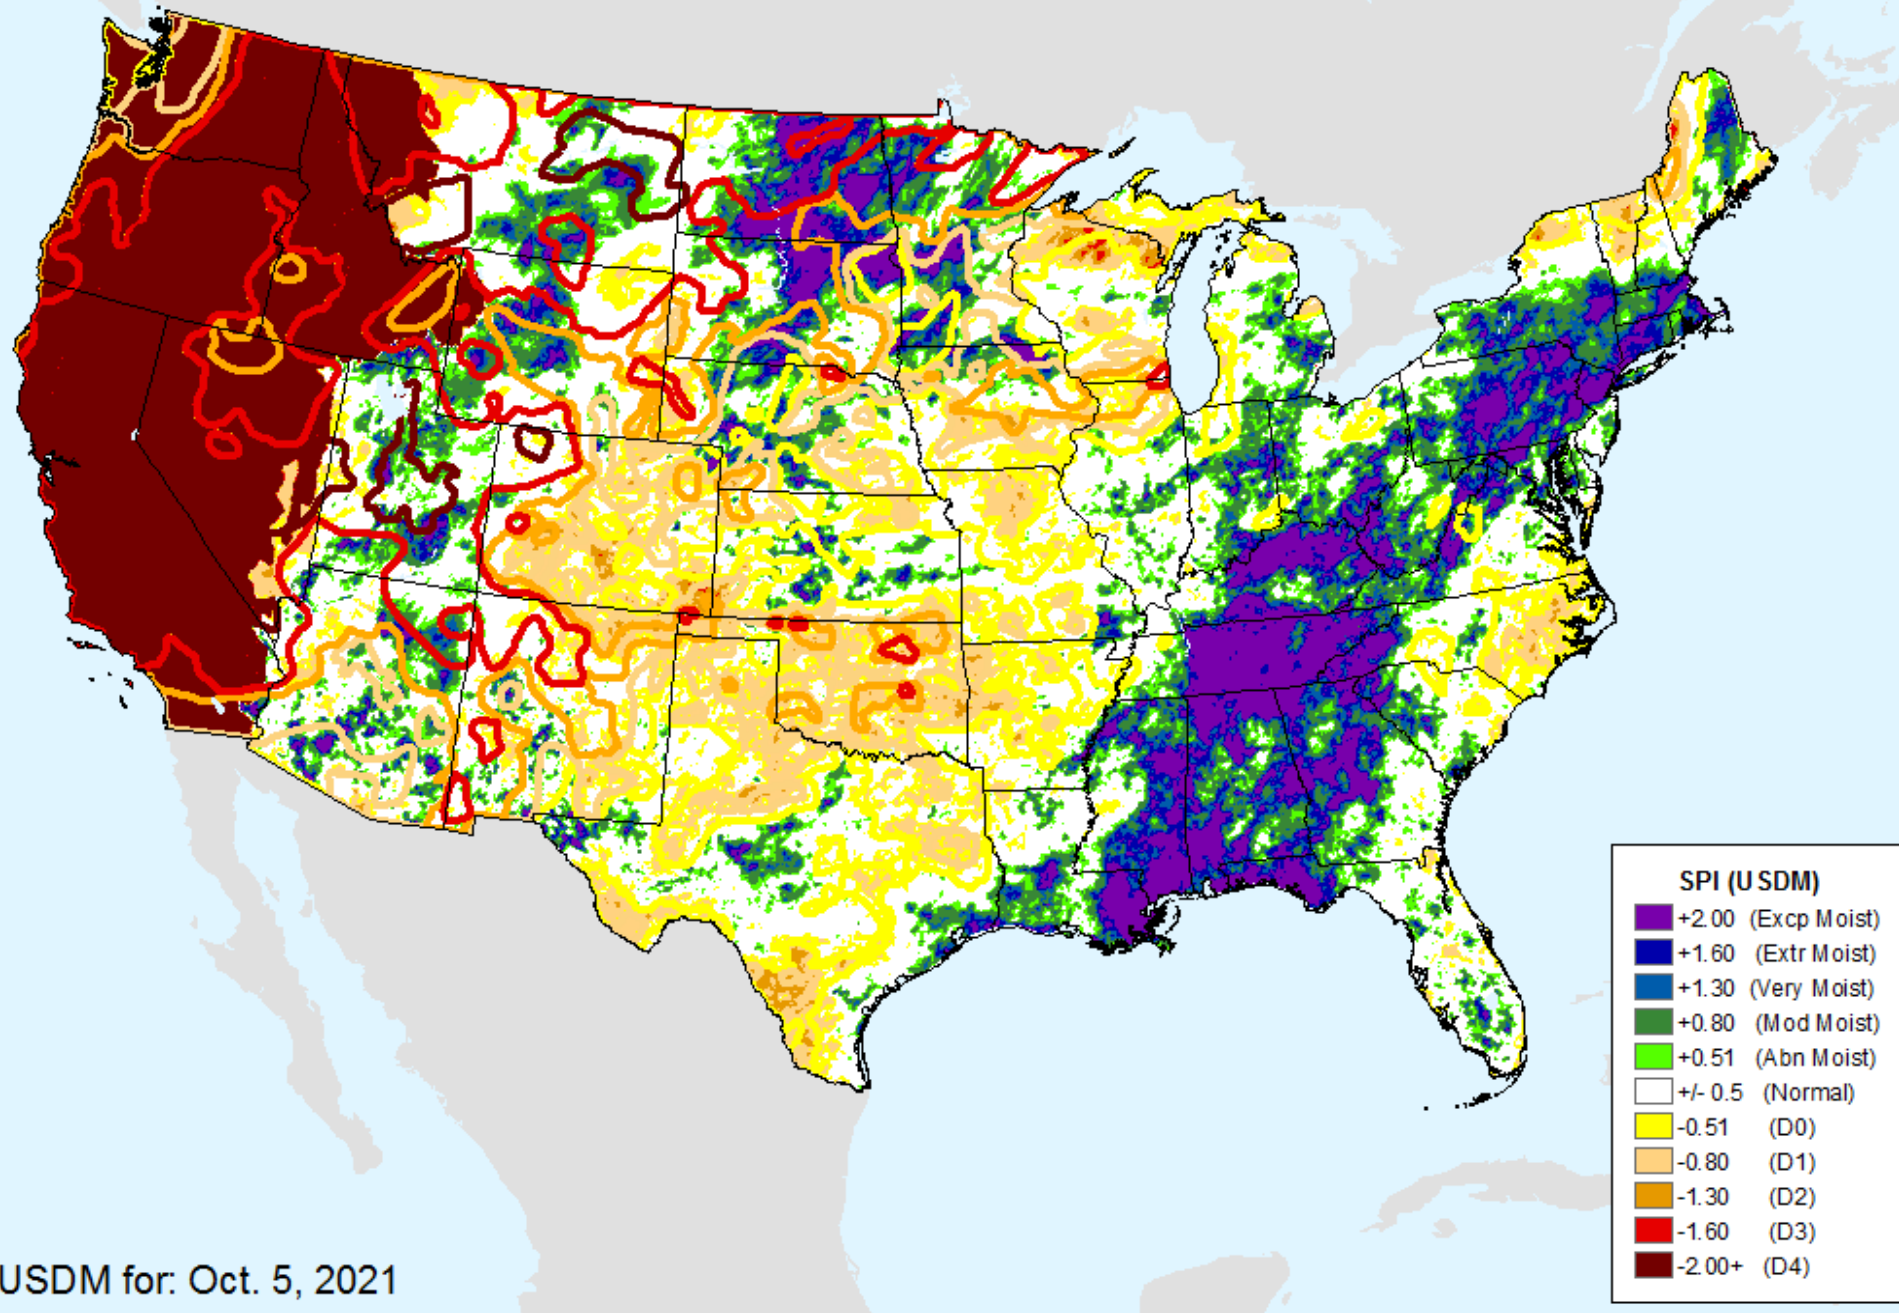 SPI (USDM)
+2.00 (Excp Moist)
+1.60 (Extr Moist)
+1.30 (Very Moist)
+0.80 (Mod Moist)
+0.51 (Abn Moist)
+/- 0.5 (Normal)
-0.51 (D0)
-0.80 (D1)
-1.30 (D2)
-1.60 (D3)
-2.00+ (D4)
USDM for: Oct. 5, 2021